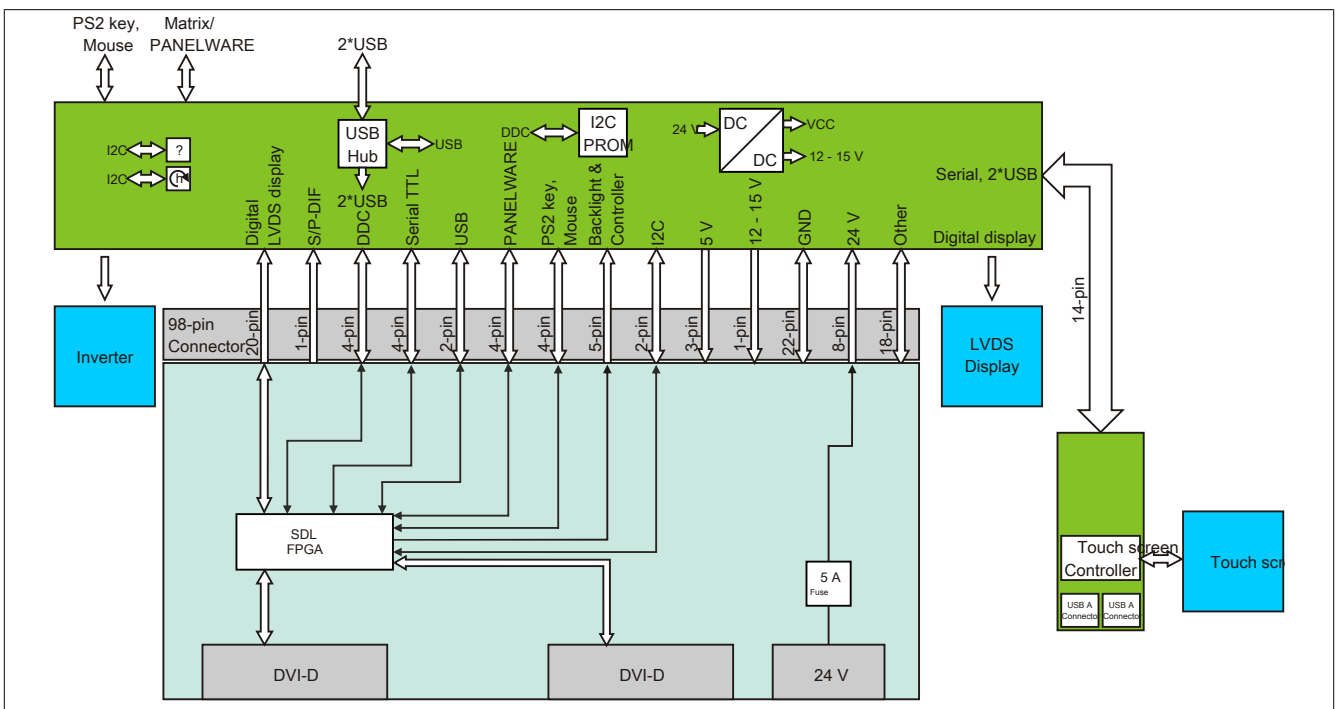 PS2 key,
Mouse
Matrix/
PANELWARE
2*USB
I2C
?
I2C
h
USB
Hub
USB
2*USB
DDC
I2C
PROM
24 V
DC
DC
VCC
12 - 15 V
Serial, 2*USB
Digital display
Digital
LVDS display
S/P-DIF
DDC
Serial TTL
USB
PANELWARE
PS2 key,
Mouse
Backlight &
Controller
I2C
5 V
12 - 15 V
GND
24 V
Other
Inverter
98-pin
Connector
20-pin
1-pin
4-pin
4-pin
2-pin
4-pin
4-pin
5-pin
2-pin
3-pin
1-pin
22-pin
8-pin
18-pin
LVDS
Display
14-pin
SDL
FPGA
5 A
Fuse
DVI-D
DVI-D
24 V
Touch screen
Controller
USB A
Connector
USB A
Connector
Touch scr